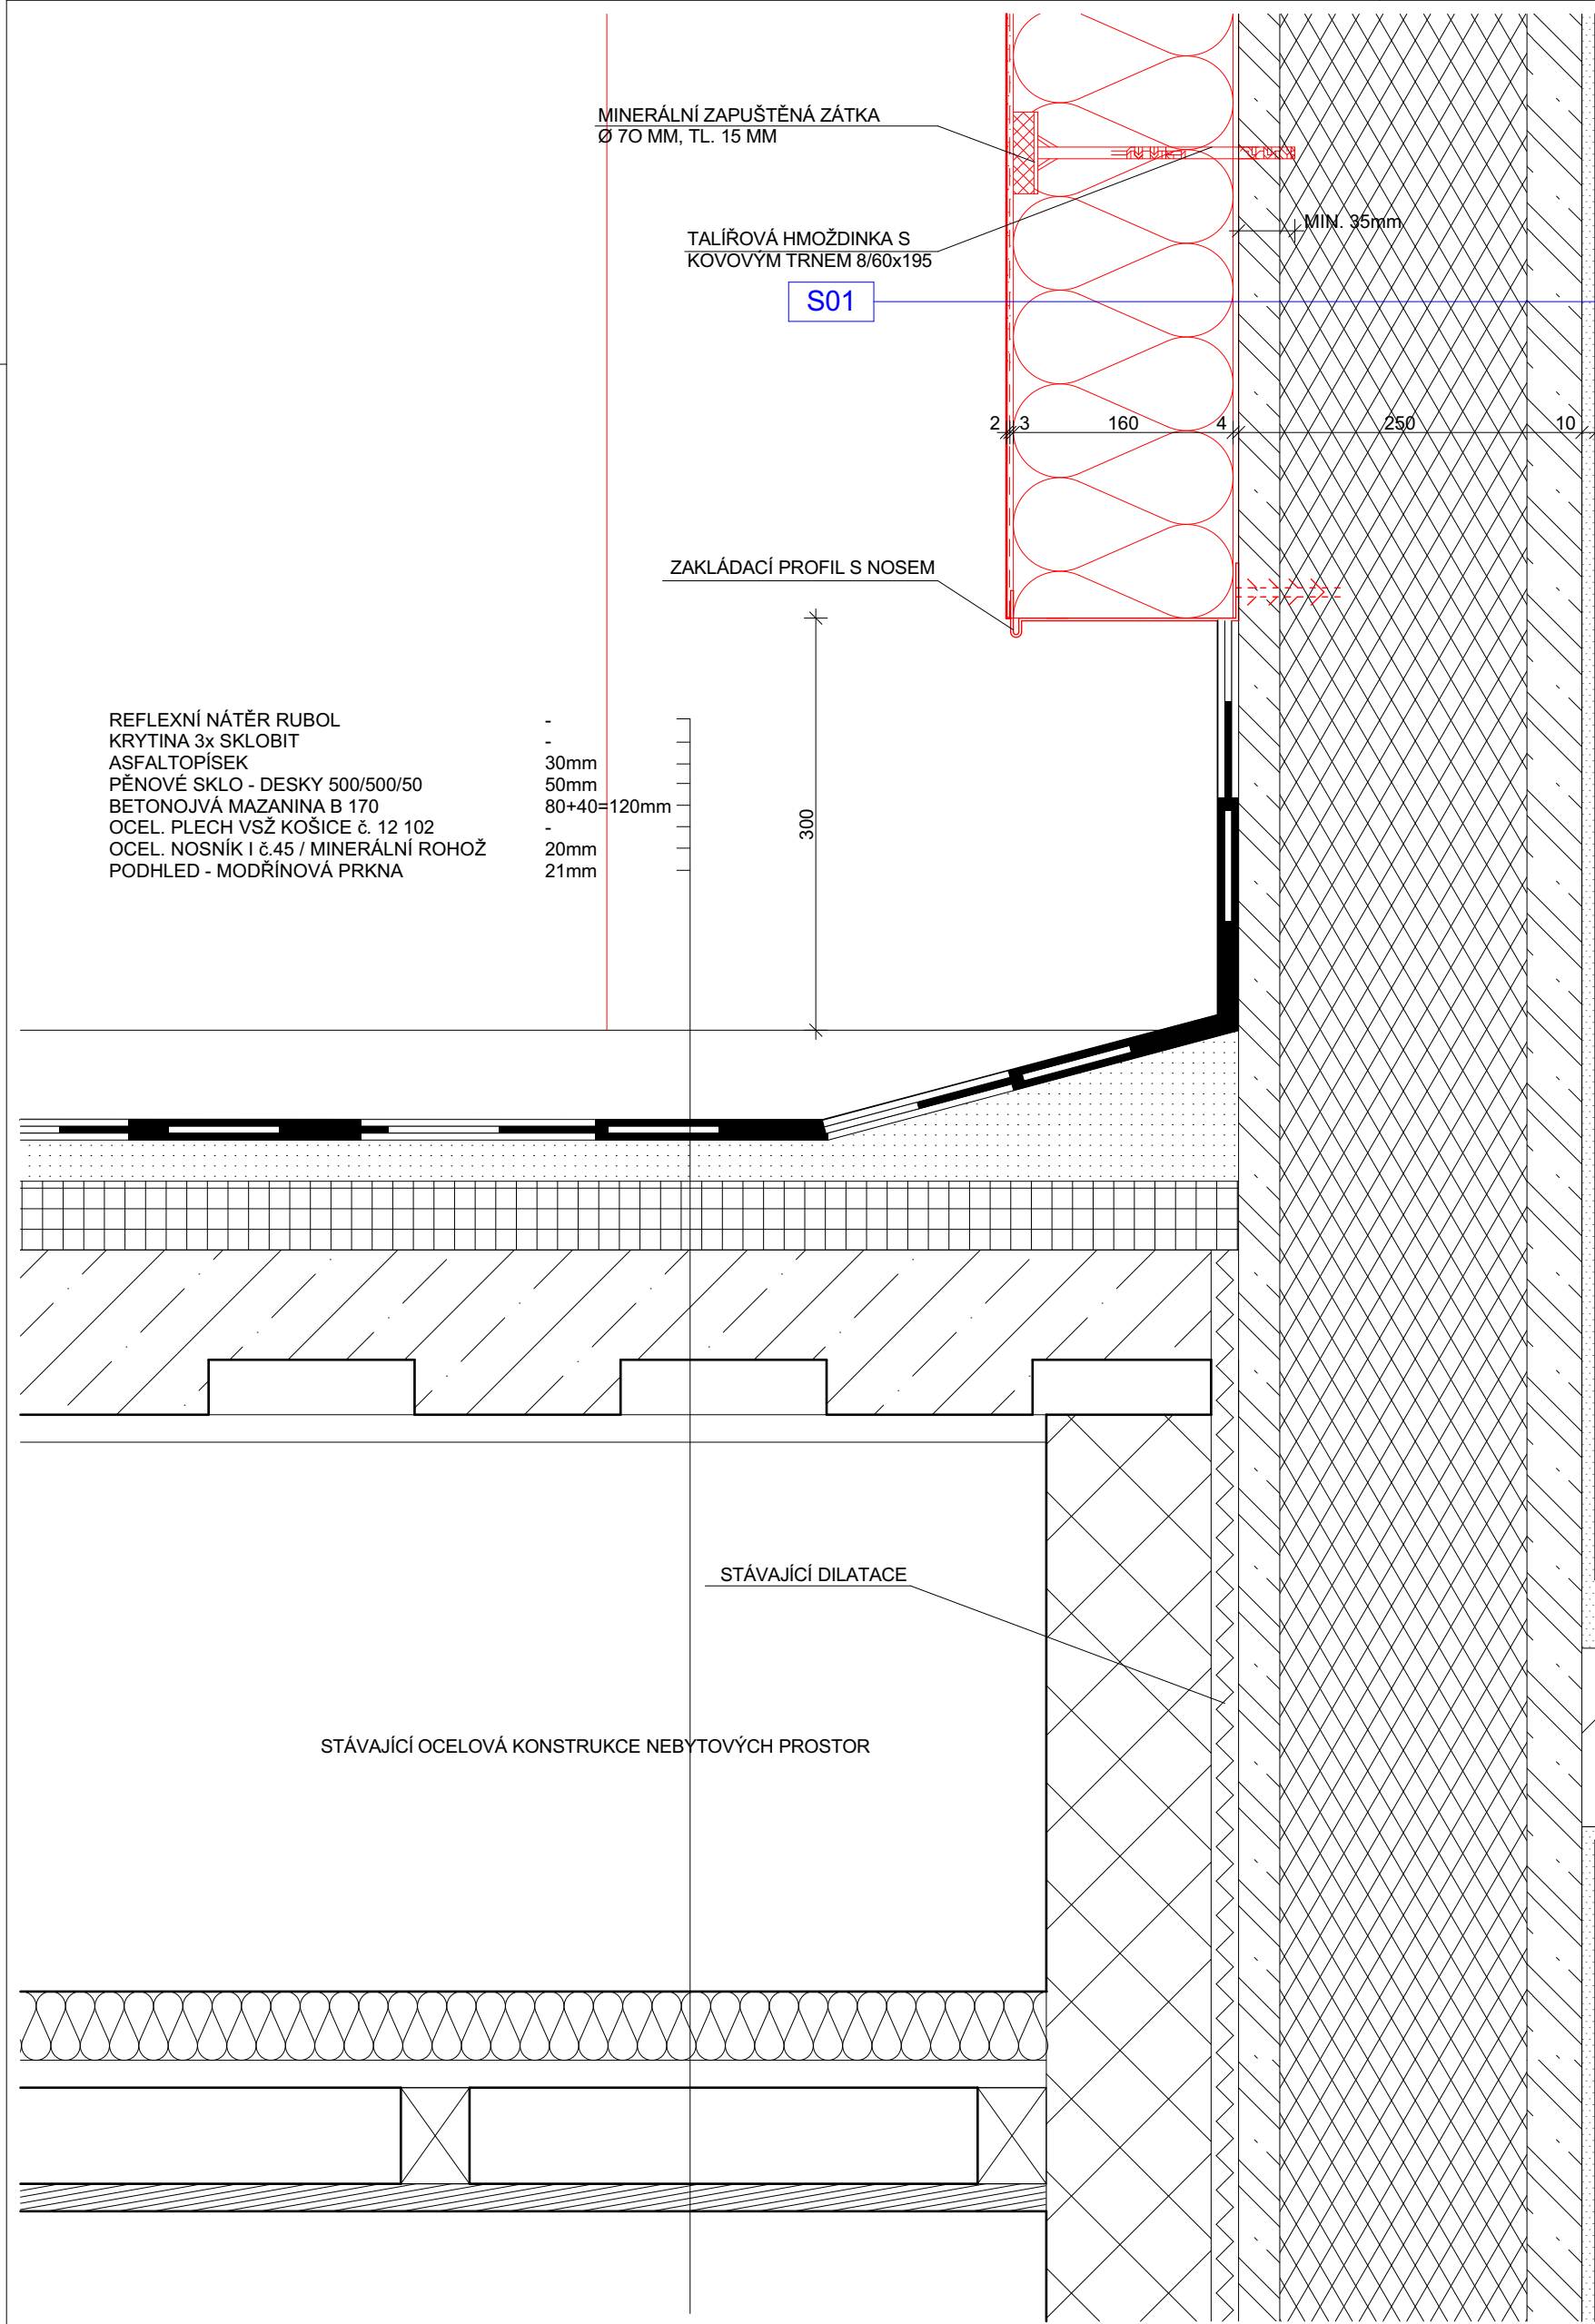 MINERÁLNÍ ZAPUŠTĚNÁ ZÁTKA
Ø 7O MM, TL. 15 MM
MIN. 35mm
TALÍŘOVÁ HMOŽDINKA S
KOVOVÝM TRNEM 8/60x195
S01
2 3 160 4 250 10
ZAKLÁDACÍ PROFIL S NOSEM
REFLEXNÍ NÁTĚR RUBOL -
KRYTINA 3x SKLOBIT -
ASFALTOPÍSEK 30mm
PĚNOVÉ SKLO - DESKY 500/500/50 50mm
BETONOJVÁ MAZANINA B 170 80+40=120mm
OCEL. PLECH VSŽ KOŠICE č. 12 102 -
OCEL. NOSNÍK I č.45 / MINERÁLNÍ ROHOŽ 20mm
PODHLED - MODŘÍNOVÁ PRKNA 21mm
300
STÁVAJÍCÍ DILATACE
STÁVAJÍCÍ OCELOVÁ KONSTRUKCE NEBYTOVÝCH PROSTOR